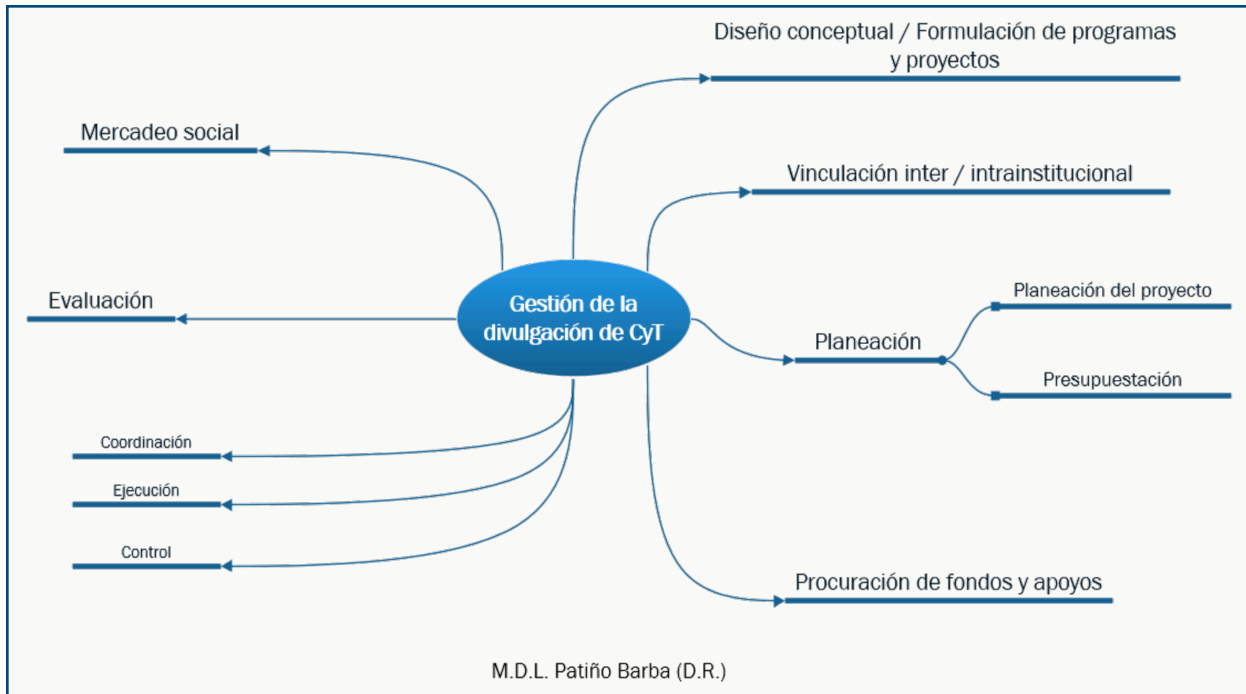 Diseño conceptual / Formulación de programas
y proyectos
Mercadeo social
Vinculación inter / intrainstitucional
Gestión de la
divulgación de CyT
Evaluación
Planeación del proyecto
Planeación
Presupuestación
Coordinación
Ejecución
Control
Procuración de fondos y apoyos
M.D.L. Patiño Barba (D.R.)